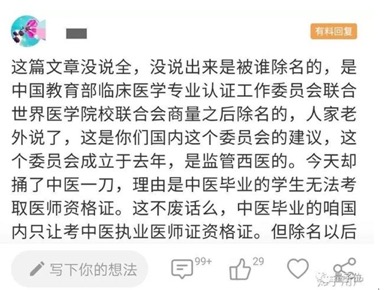 有料回复
这篇文章没说全，没说出来是被谁除名的，是
中国教育部临床医学专业认证工作委员会联合
世界医学院校联合会商量之后除名的，人家老
外说了，这是你们国内这个委员会的建议，这
个委员会成立于去年，是监管西医的。今天却
捅了中医一刀，理由是中医毕业的学生无法考
取医师资格证。这不废话么，中医毕业的咱国
内只让考中医执业医师证资格证。但除名以后
写下你的想法
99+
29